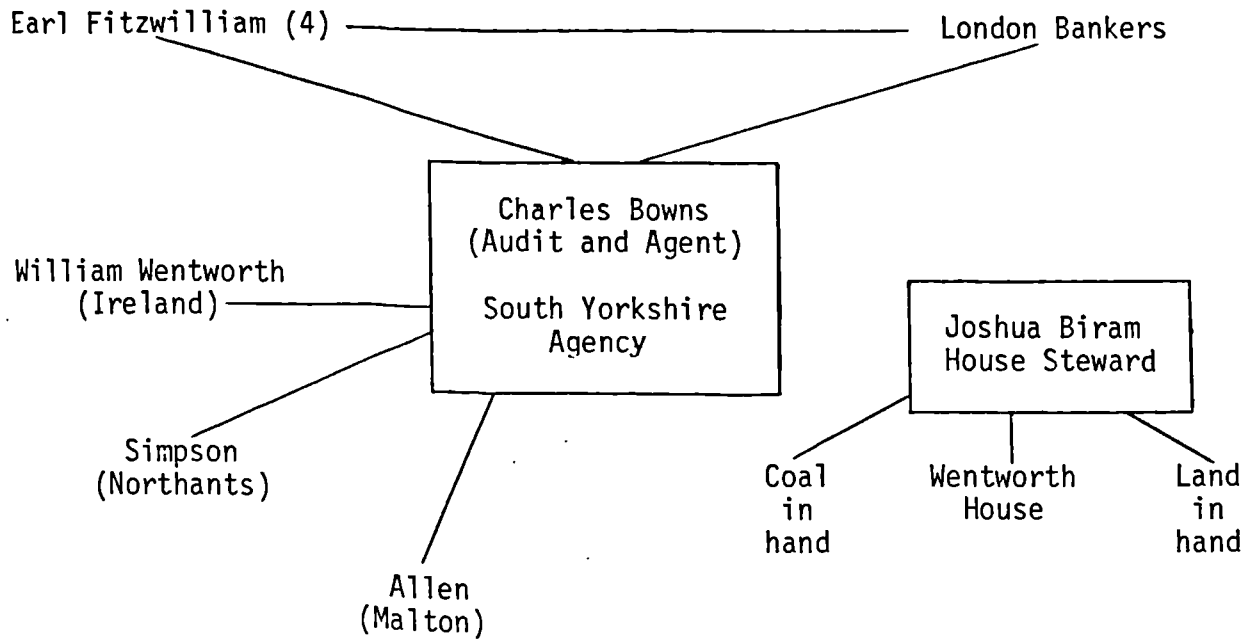 Earl Fitzwilliam (4)
London Bankers
Charles Bowns
(Audit and Agent)
South Yorkshire
Agency
William Wentworth
(Ireland)
Joshua Biram
House Steward
Simpson
(Northants)
Coal
in
hand
Wentworth
House
Land
in
hand
Allen
(Malton)